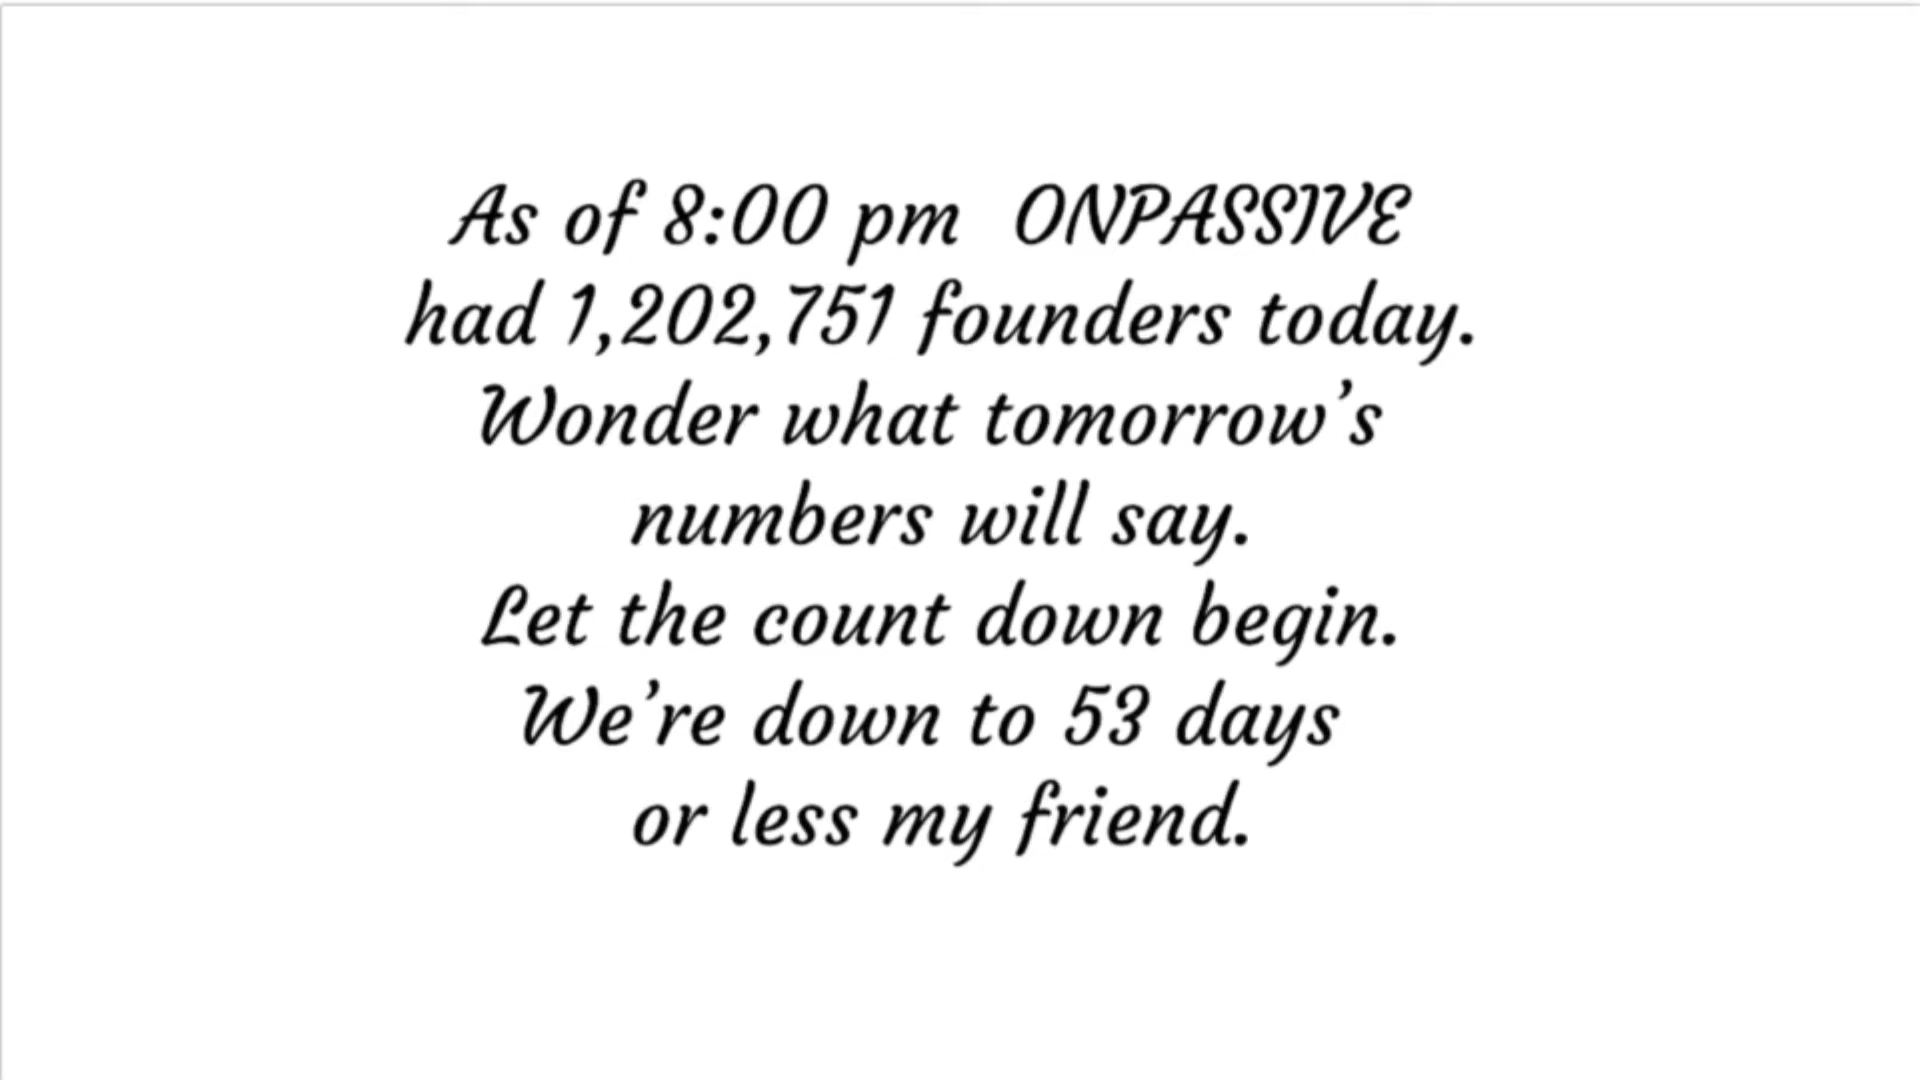 As of 8:00 pm ONPASSIVE
had 1,202,751 founders today.
Wonder what tomorrow’s
numbers will say.
Let the count down begin.
We’re down to 53 days
or less my friend.